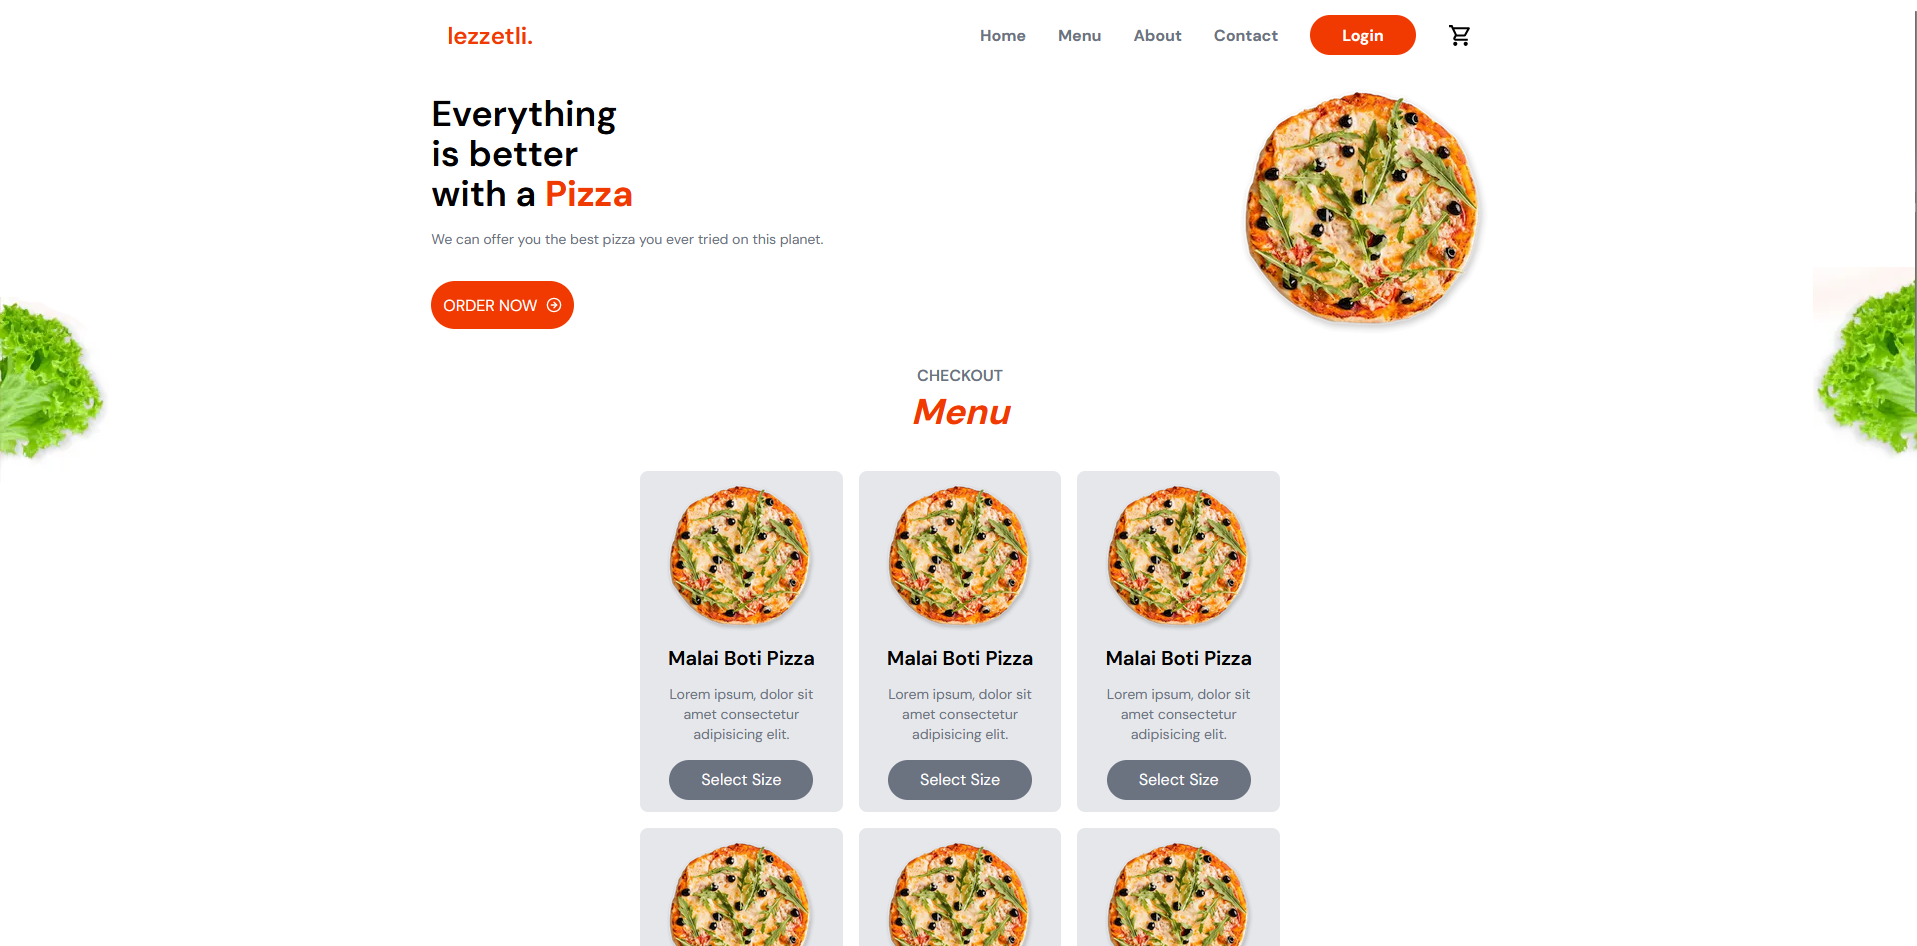 lezzetli.
Home Menu About Contact Login
Everything
is better
with a Pizza
We can offer you the best pizza you ever tried on this planet.
ORDER NOW
CHECKOUT
Menu
Malai Boti Pizza
Lorem ipsum, dolor sit
amet consectetur
adipisicing elit.
Select Size
Malai Boti Pizza
Lorem ipsum, dolor sit
amet consectetur
adipisicing elit.
Select Size
Malai Boti Pizza
Lorem ipsum, dolor sit
amet consectetur
adipisicing elit.
Select Size